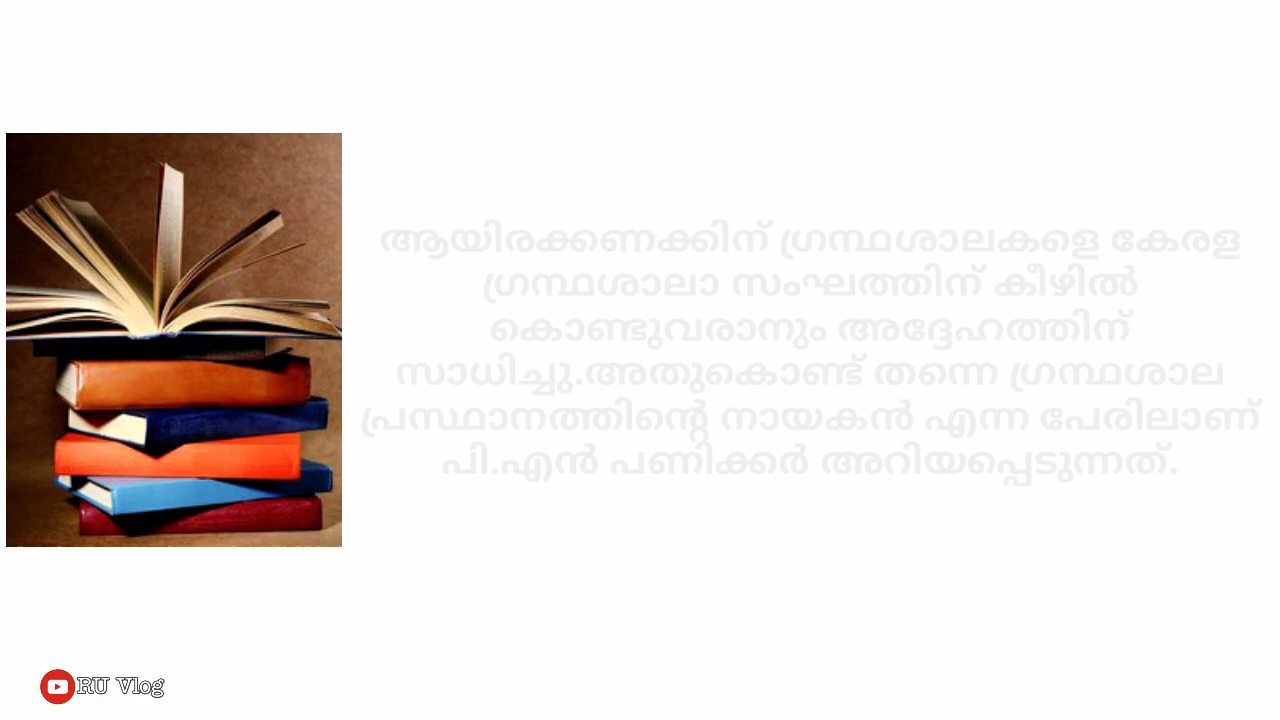 ആയിരക്കണക്കിന് ഗ്രന്ഥശാലകളെ കേരള
ഗ്രന്ഥശാലാ സംഘത്തിന് കീഴിൽ
കൊണ്ടുവരാനും അദ്ദേഹത്തിന്
സാധിച്ചു.അതുകൊണ്ട് തന്നെ ഗ്രന്ഥശാല
പ്രസ്ഥാനത്തിന്റെ നായകൻ എന്ന പേരിലാണ്
പി.എൻ പണിക്കർ അറിയപ്പെടുന്നത്.
RU Vlog